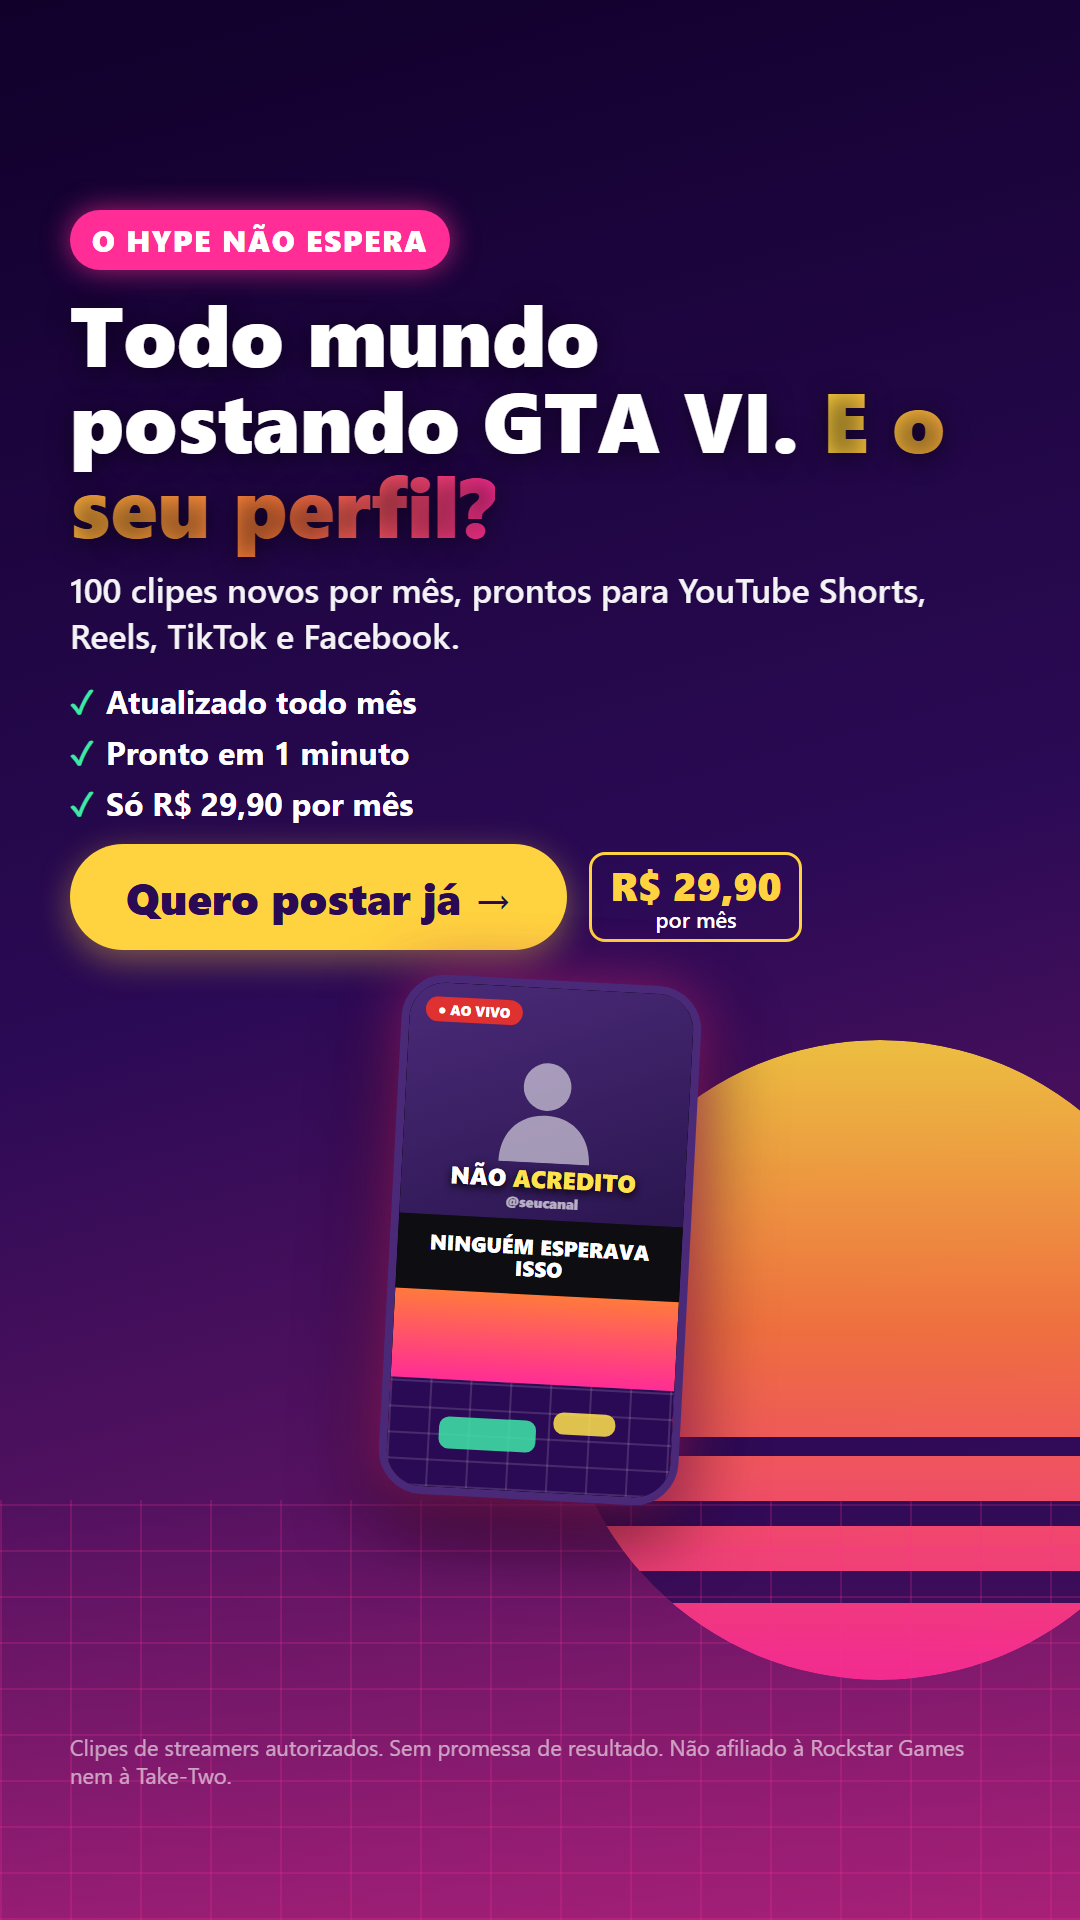 O HYPE NÃO ESPERA
Todo mundo
postando GTA VI. E o
seu perfil?
100 clipes novos por mês, prontos para YouTube Shorts,
Reels, TikTok e Facebook.
✓ Atualizado todo mês
✓ Pronto em 1 minuto
✓ Só R$ 29,90 por mês
Quero postar já →
R$ 29,90
por mês
• AO VIVO
NÃO ACREDITO
@seucanal
NINGUÉM ESPERAVA
ISSO
Clipes de streamers autorizados. Sem promessa de resultado. Não afiliado à Rockstar Games
nem à Take-Two.